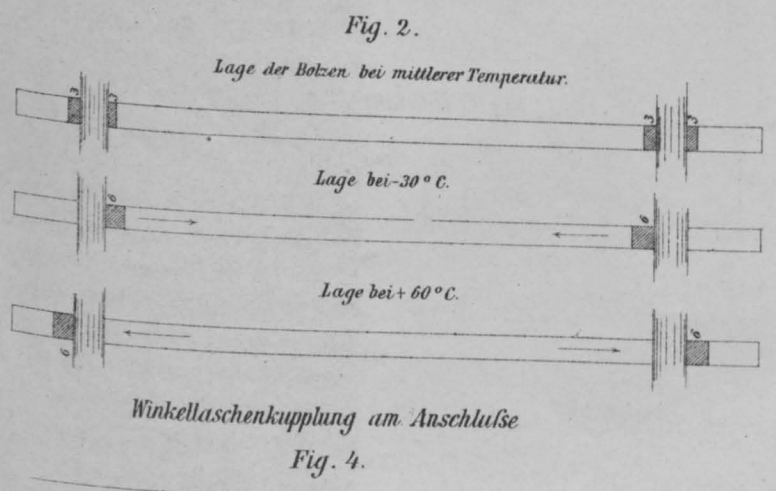 Fig. 2.
Lage der Bolzen bei mittlerer Temperatur.
3 3 3 3
Lage bei -30° C.
6 6
Lage bei + 60° C.
6 6
Winkellaschenkupplung am Anschluſse
Fig. 4.